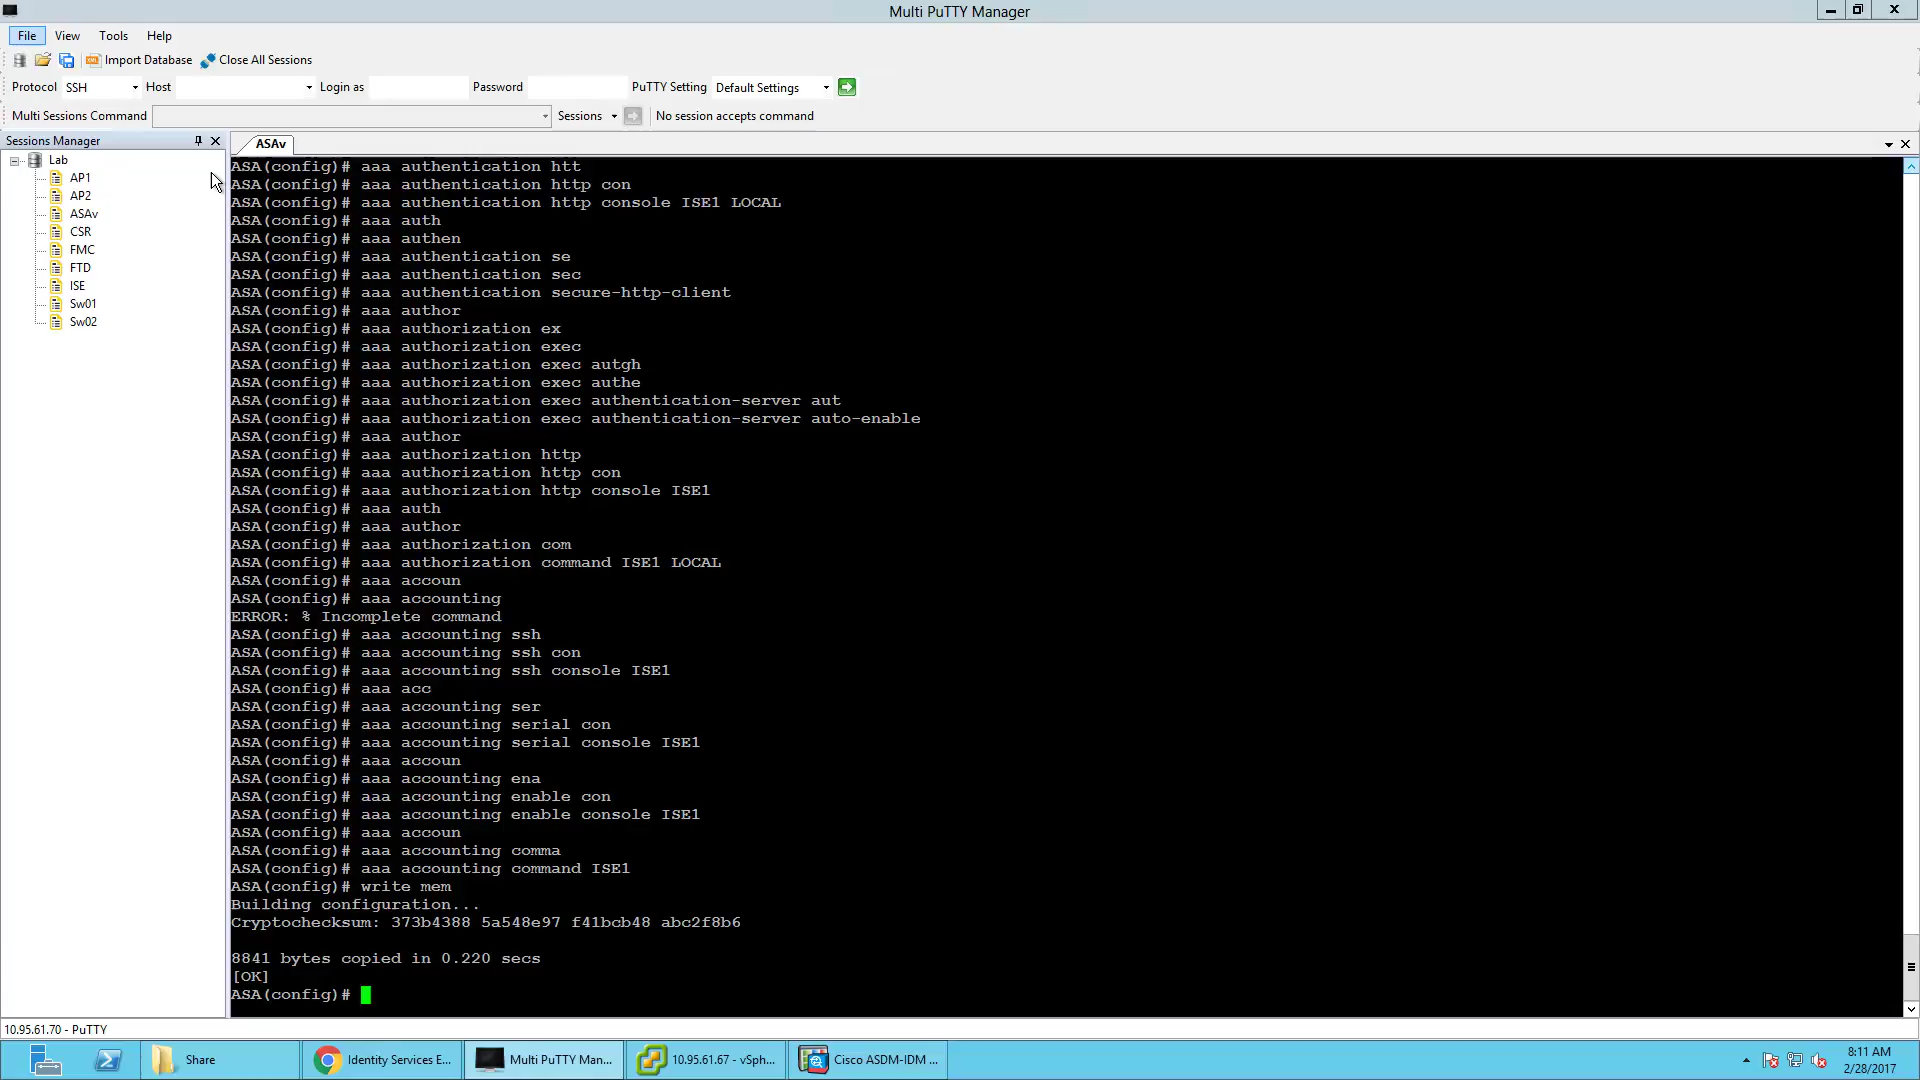 Multi PuTTY Manager
File View Tools Help
Import Database Close All Sessions
Protocol SSH Host Login as Password PuTTY Setting Default Settings
Multi Sessions Command Sessions No session accepts command
Sessions Manager
ASAv
Lab
AP1
AP2
ASAv
CSR
FMC
FTD
ISE
Sw01
Sw02
ASA(config)# aaa authentication htt
ASA(config)# aaa authentication http con
ASA(config)# aaa authentication http console ISE1 LOCAL
ASA(config)# aaa auth
ASA(config)# aaa authen
ASA(config)# aaa authentication se
ASA(config)# aaa authentication sec
ASA(config)# aaa authentication secure-http-client
ASA(config)# aaa author
ASA(config)# aaa authorization ex
ASA(config)# aaa authorization exec
ASA(config)# aaa authorization exec autgh
ASA(config)# aaa authorization exec authe
ASA(config)# aaa authorization exec authentication-server aut
ASA(config)# aaa authorization exec authentication-server auto-enable
ASA(config)# aaa author
ASA(config)# aaa authorization http
ASA(config)# aaa authorization http con
ASA(config)# aaa authorization http console ISE1
ASA(config)# aaa auth
ASA(config)# aaa author
ASA(config)# aaa authorization com
ASA(config)# aaa authorization command ISE1 LOCAL
ASA(config)# aaa accoun
ASA(config)# aaa accounting
ERROR: % Incomplete command
ASA(config)# aaa accounting ssh
ASA(config)# aaa accounting ssh con
ASA(config)# aaa accounting ssh console ISE1
ASA(config)# aaa acc
ASA(config)# aaa accounting ser
ASA(config)# aaa accounting serial con
ASA(config)# aaa accounting serial console ISE1
ASA(config)# aaa accoun
ASA(config)# aaa accounting ena
ASA(config)# aaa accounting enable con
ASA(config)# aaa accounting enable console ISE1
ASA(config)# aaa accoun
ASA(config)# aaa accounting comma
ASA(config)# aaa accounting command ISE1
ASA(config)# write mem
Building configuration...
Cryptochecksum: 373b4388 5a548e97 f41bcb48 abc2f8b6
8841 bytes copied in 0.220 secs
[OK]
ASA(config)#
10.95.61.70 - PuTTY
Share Identity Services E... Multi PuTTY Man... 10.95.61.67 - vSph... Cisco ASDM-IDM ...
8:11 AM
2/28/2017